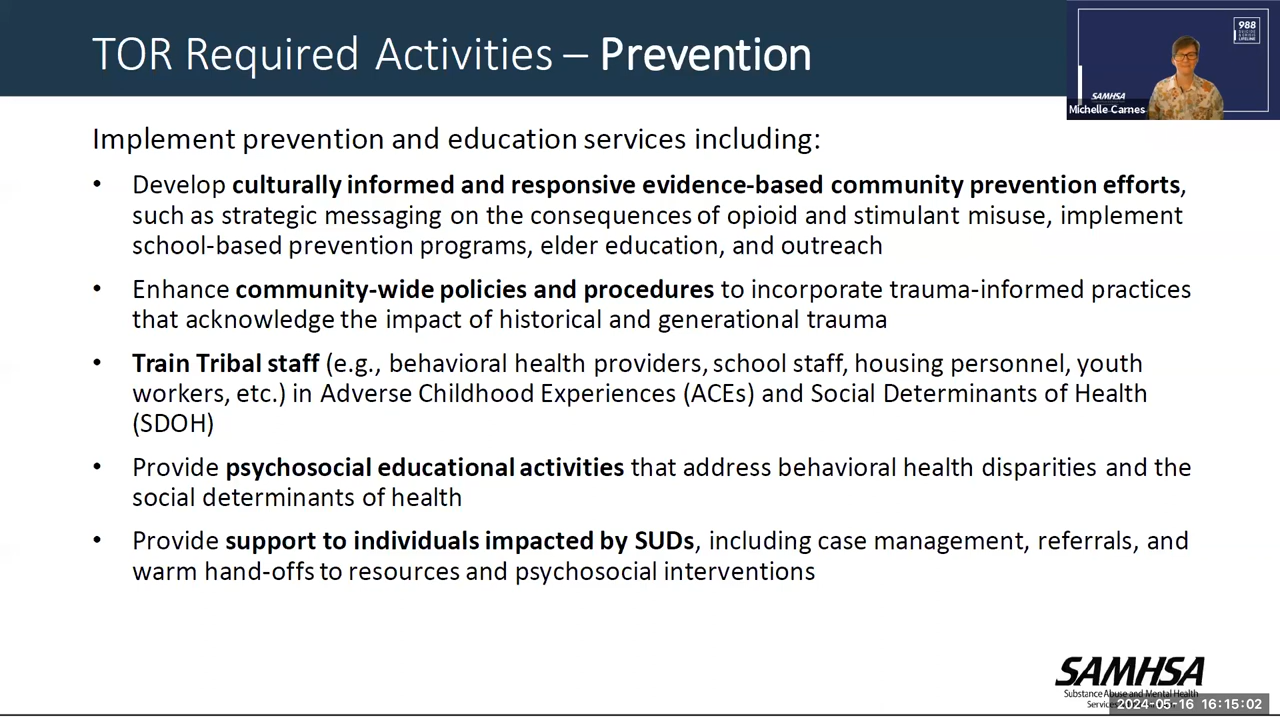 TOR Required Activities – Prevention
988
SUICIDE
& CRISIS
LIFELINE
SAMHSA
Michelle Carnes
Implement prevention and education services including:
• Develop culturally informed and responsive evidence-based community prevention efforts,
such as strategic messaging on the consequences of opioid and stimulant misuse, implement
school-based prevention programs, elder education, and outreach
• Enhance community-wide policies and procedures to incorporate trauma-informed practices
that acknowledge the impact of historical and generational trauma
• Train Tribal staff (e.g., behavioral health providers, school staff, housing personnel, youth
workers, etc.) in Adverse Childhood Experiences (ACEs) and Social Determinants of Health
(SDOH)
• Provide psychosocial educational activities that address behavioral health disparities and the
social determinants of health
• Provide support to individuals impacted by SUDs, including case management, referrals, and
warm hand-offs to resources and psychosocial interventions
SAMHSA
Substance Abuse and Mental Health
Services
2024-05-16 16:15:02